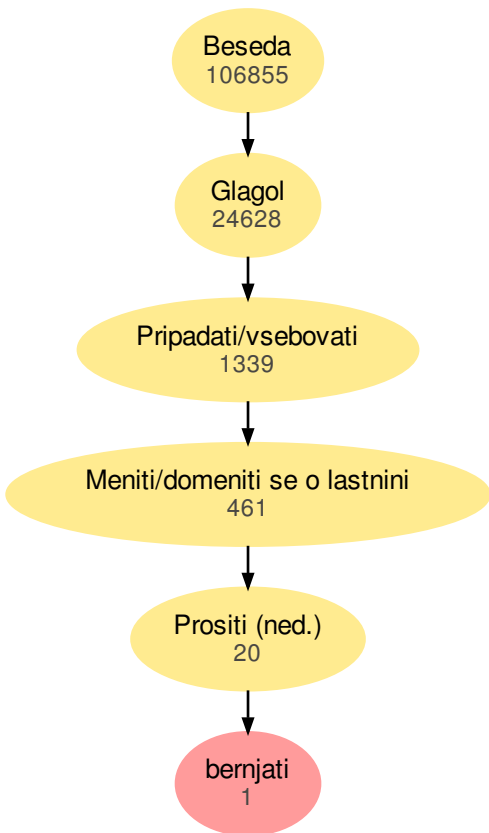 Beseda
106855
Glagol
24628
Pripadati/vsebovati
1339
Meniti/domeniti se o lastnini
461
Prositi (ned.)
20
bernjati
1